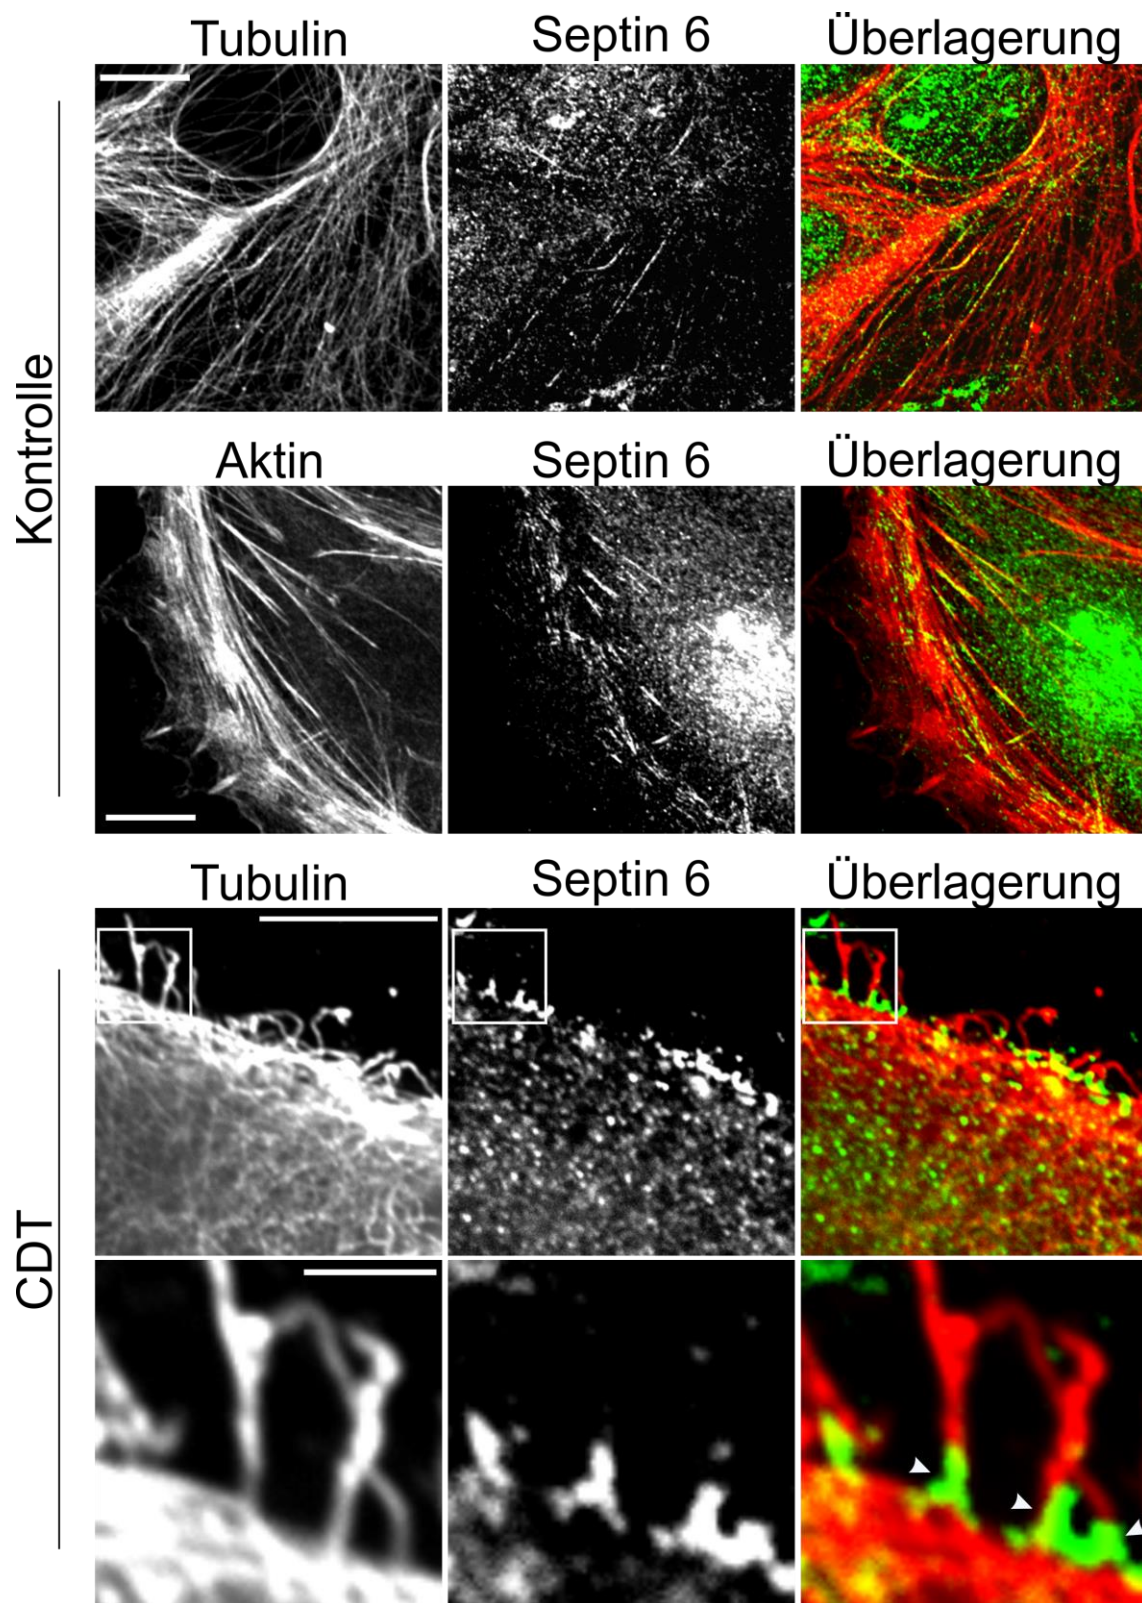 Tubulin Septin 6 Überlagerung
Kontrolle
Aktin Septin 6 Überlagerung
Tubulin Septin 6 Überlagerung
CDT